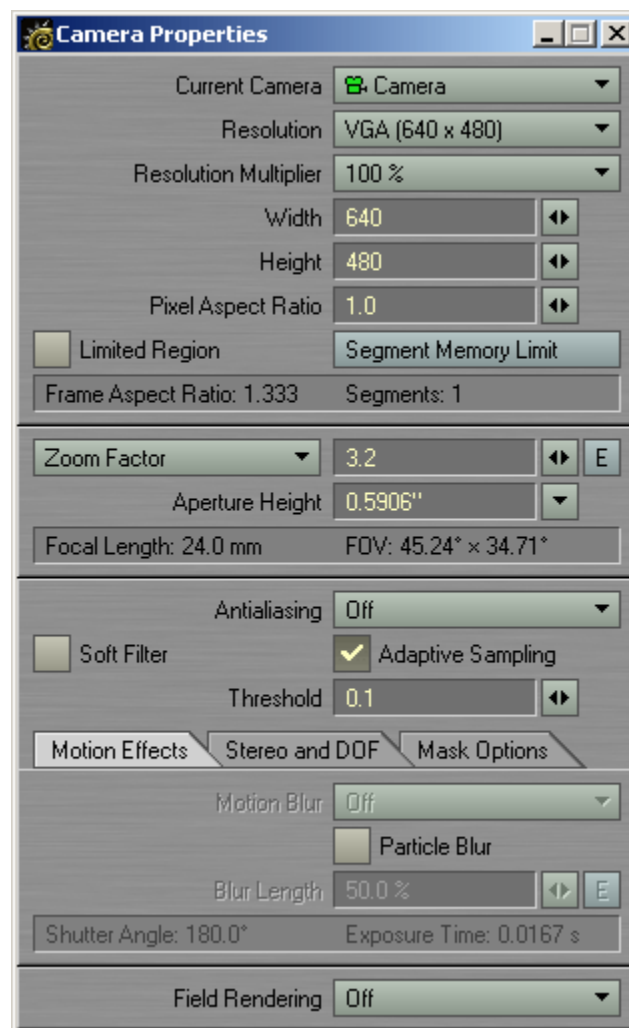 Camera Properties
Current Camera Camera
Resolution VGA (640 x 480)
Resolution Multiplier 100 %
Width 640
Height 480
Pixel Aspect Ratio 1.0
Limited Region Segment Memory Limit
Frame Aspect Ratio: 1.333 Segments: 1
Zoom Factor 3.2 E
Aperture Height 0.5906"
Focal Length: 24.0 mm FOV: 45.24° × 34.71°
Antialiasing Off
Soft Filter Adaptive Sampling
Threshold 0.1
Motion Effects Stereo and DOF Mask Options
Motion Blur Off
Particle Blur
Blur Length 50.0 % E
Shutter Angle: 180.0° Exposure Time: 0.0167 s
Field Rendering Off